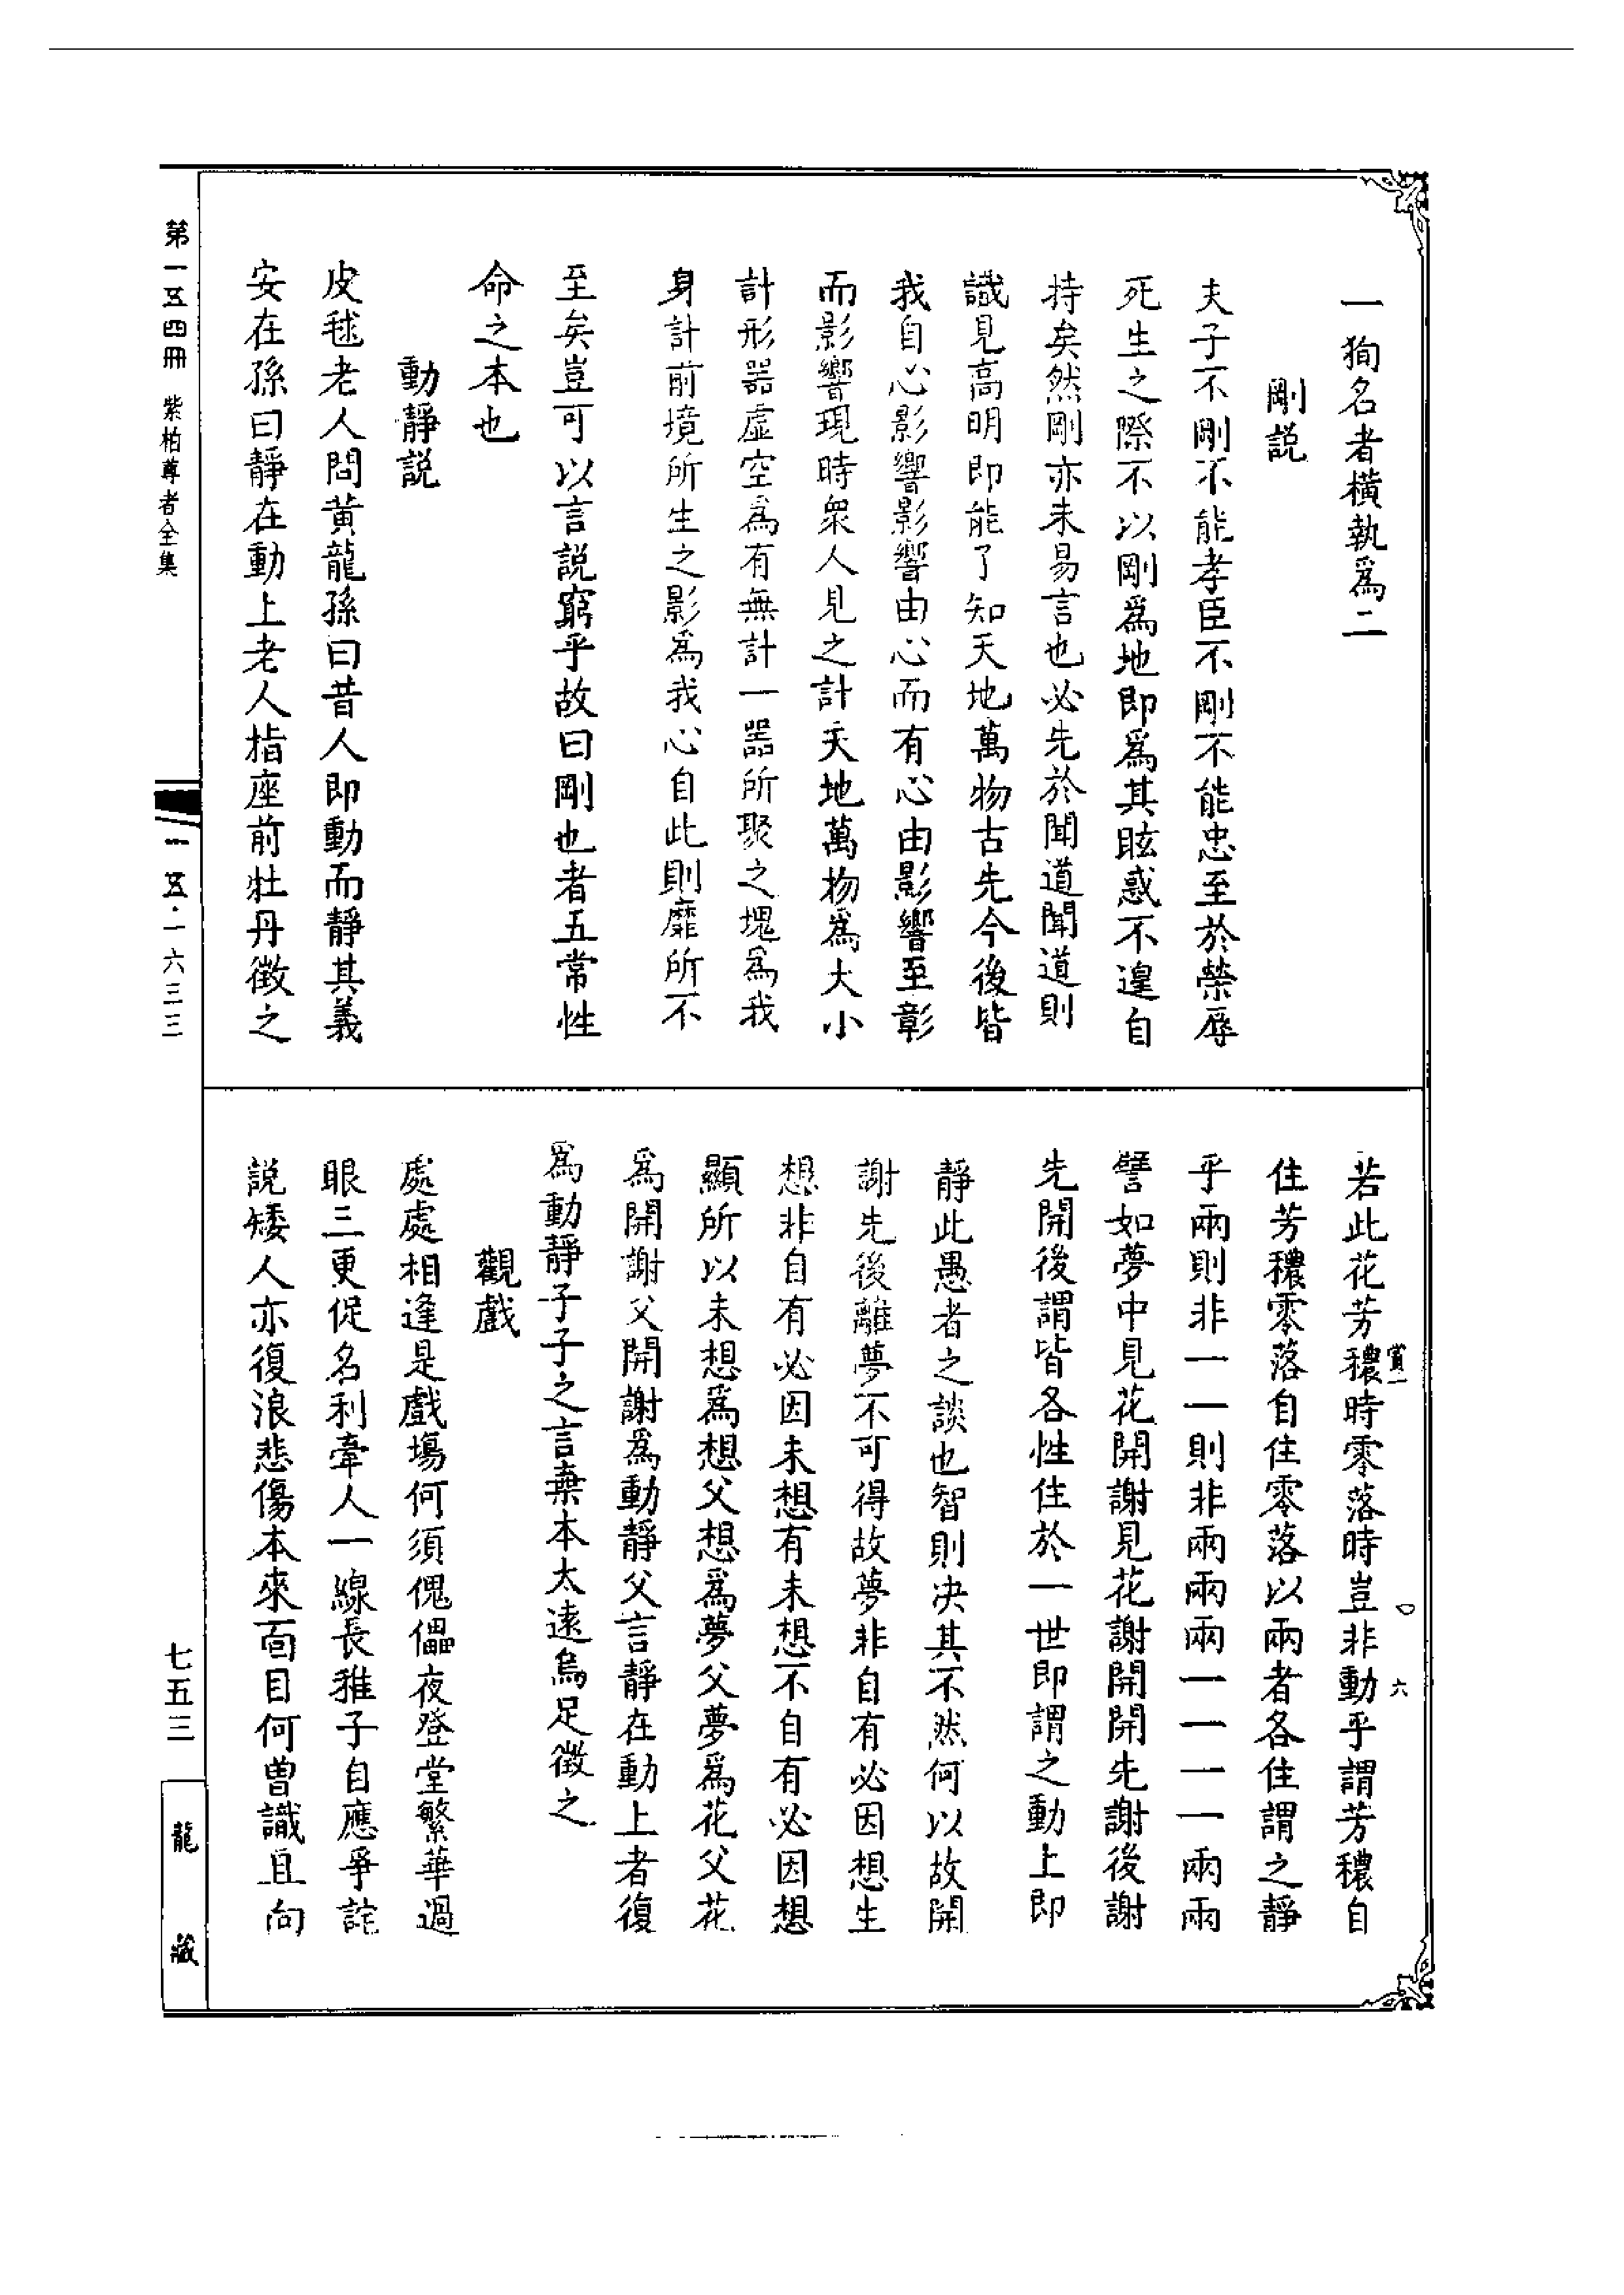 一狥名者橫執爲二
剛説
夫子不剛不能孝臣不剛不能忠至於榮辱
死生之際不以剛爲地即爲其眩惑不遑自
持矣然剛亦未易言也必先於聞道聞道則
識見高明即能了知天地萬物古先今後皆
我自心影響影響由心而有心由影響至彰
而影響現時衆人見之計天地萬物爲大小
計形器虛空爲有無計一器所聚之塊爲我
身計前境所生之影爲我心自此則靡所不
至矣豈可以言説窮乎故曰剛也者五常性
命之本也
動靜説
皮毬老人問黃龍孫曰昔人即動而靜其義
安在孫曰靜在動上老人指座前牡丹徵之
若此花芳穠時零落時豈非動乎謂芳穠自
住芳穠零落自住零落以兩者各住謂之靜
乎兩則非一一則非兩兩兩一一一一兩兩
譬如夢中見花開謝見花謝開開先謝後謝
先開後謂皆各性住於一世即謂之動上即
靜此愚者之談也智則决其不然何以故開
謝先後離夢不可得故夢非自有必因想生
想非自有必因未想有未想不自有必因想
顯所以未想爲想父想爲夢父夢爲花父花
爲開謝父開謝爲動靜父言靜在動上者復
爲動靜子子之言棄本太遠烏足徵之
觀戲
處處相逢是戲塲何須傀儡夜登堂繁華過
眼三更促名利牽人一線長稚子自應爭詫
説矮人亦復浪悲傷本來面目何曾識且向
賞一
六
第一五四冊
紫柏尊者全集
一五·一六三三
七五三
龍藏